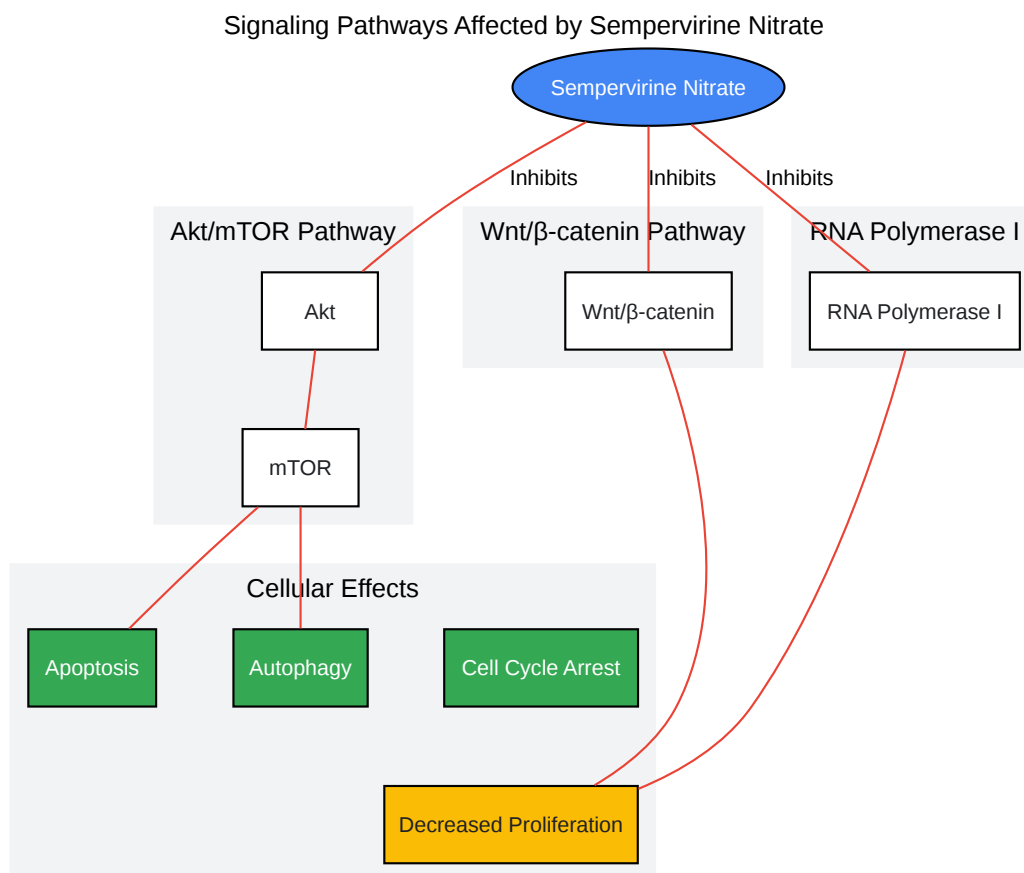 Signaling Pathways Affected by Sempervirine Nitrate
Sempervirine Nitrate
Inhibits
Inhibits
Inhibits
Akt/mTOR Pathway
Wnt/β-catenin Pathway
RNA Polymerase I
Akt
Wnt/β-catenin
RNA Polymerase I
mTOR
Cellular Effects
Apoptosis
Autophagy
Cell Cycle Arrest
Decreased Proliferation